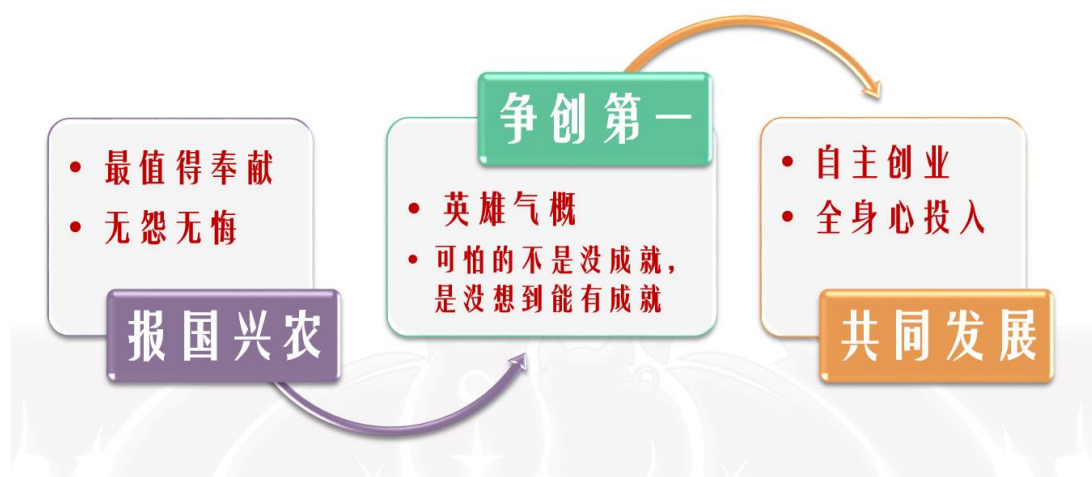 • 最值得奉献
• 无怨无悔
报国兴农
争创第一
• 英雄气概
• 可怕的不是没成就，
是没想到能有成就
• 自主创业
• 全身心投入
共同发展